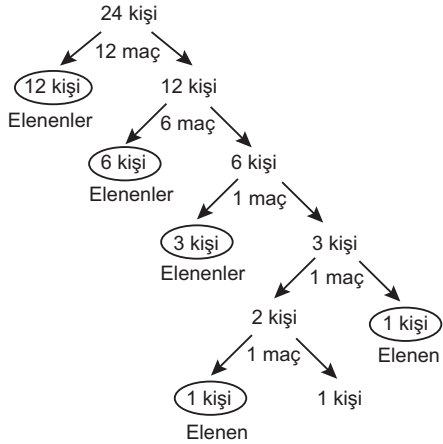 24 kişi
12 maç
12 kişi
12 kişi
Elenenler
6 maç
6 kişi
6 kişi
Elenenler
1 maç
3 kişi
3 kişi
Elenenler
1 maç
2 kişi
1 kişi
Elenen
1 maç
1 kişi
1 kişi
Elenen